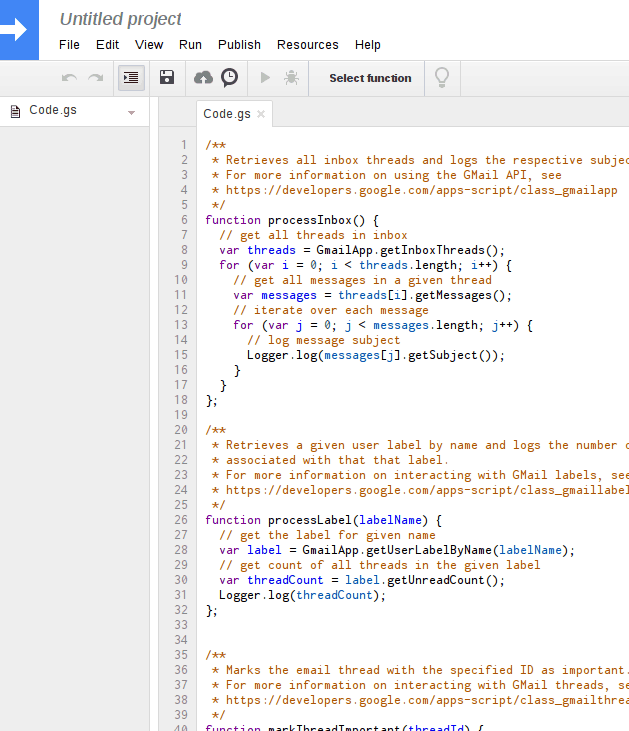 Untitled project
File Edit View Run Publish Resources Help
Select function
Code.gs
Code.gs
1 /**
2 * Retrieves all inbox threads and logs the respective
3 * For more information on using the GMail API, see
4 * https://developers.google.com/apps-script/class_gmailapp
5 */
6 function processInbox() {
7 // get all threads in inbox
8 var threads = GmailApp.getInboxThreads();
9 for (var i = 0; i < threads.length; i++) {
10 // get all messages in a given thread
11 var messages = threads[i].getMessages();
12 // iterate over each message
13 for (var j = 0; j < messages.length; j++) {
14 // log message subject
15 Logger.log(messages[j].getSubject());
16 }
17 }
18 };
19
20 /**
21 * Retrieves a given user label by name and logs the number
22 * associated with that that label.
23 * For more information on interacting with GMail labels, see
24 * https://developers.google.com/apps-script/class_gmaillabel
25 */
26 function processLabel(labelName) {
27 // get the label for given name
28 var label = GmailApp.getUserLabelByName(labelName);
29 // get count of all threads in the given label
30 var threadCount = label.getUnreadCount();
31 Logger.log(threadCount);
32 };
33
34
35 /**
36 * Marks the email thread with the specified ID as important.
37 * For more information on interacting with GMail threads,
38 * https://developers.google.com/apps-script/class_gmailthrea
39 */
40 function markThreadImportant(threadId) {